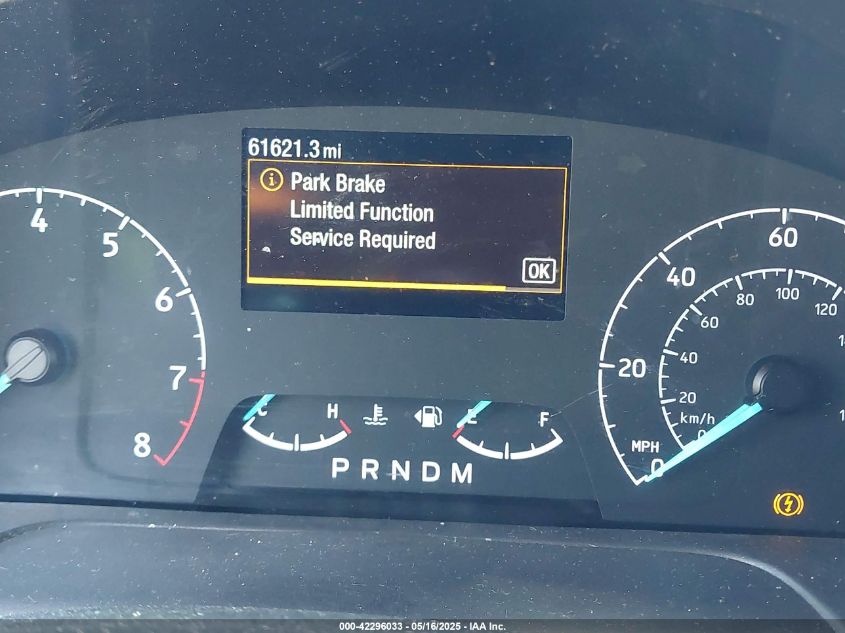 61621.3 mi
Park Brake
Limited Function
Service Required
OK
4
5
6
7
8
C H
E F
P R N D M
20
40
60
MPH
0
20
40
60
80
100
120
km/h
0
000-42296033 - 05/16/2025 - IAA Inc.